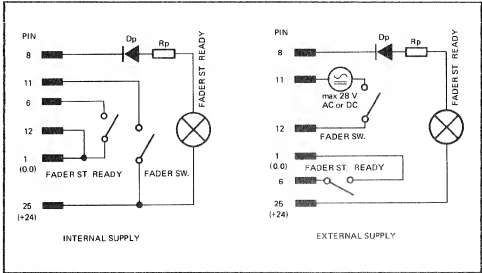 PIN
8
Dp
Rp
FADER ST. READY
11
6
12
1
(0.0)
FADER ST. READY
FADER SW.
25
(+24)
INTERNAL SUPPLY
PIN
8
Dp
Rp
FADER ST. READY
11
max 28 V
AC or DC
12
FADER SW.
1
(0.0)
FADER ST. READY
6
25
(+24)
EXTERNAL SUPPLY